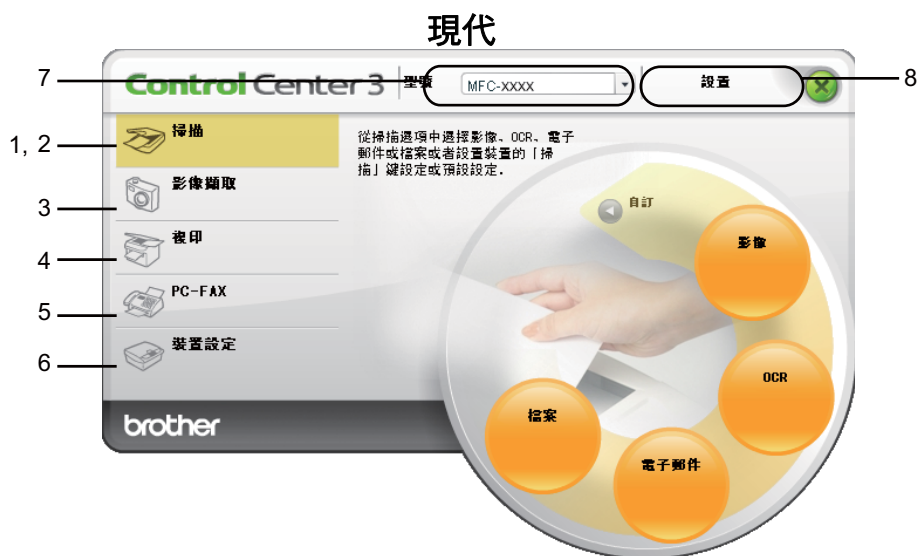 現代
7
Control Center 3
型號
MFC-XXXX
設置
8
1, 2
掃描
從掃描選項中選擇影像、OCR、電子
郵件或檔案或者設置裝置的「掃
描」鍵設定或預設設定.
3
影像擷取
自訂
影像
4
複印
5
PC-FAX
6
裝置設定
OCR
檔案
電子郵件
brother